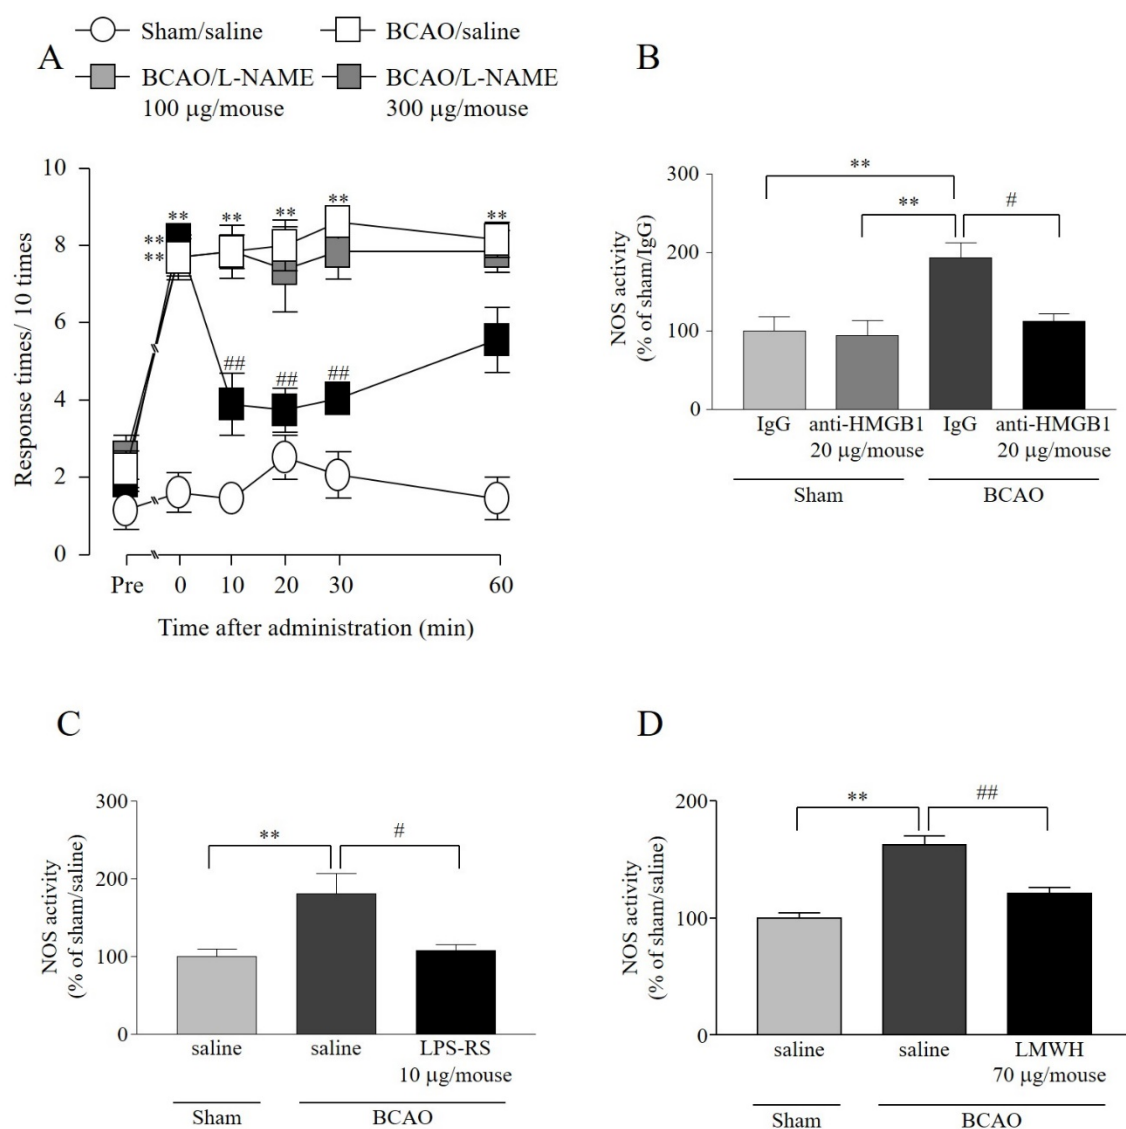 Sham/saline
BCAO/saline
A
BCAO/L-NAME
100 μg/mouse
BCAO/L-NAME
300 μg/mouse
10
8
6
4
2
0
Response times/ 10 times
**
**
**
**
**
**
**
##
##
##
Pre
0
10
20
30
60
Time after administration (min)
B
300
200
100
0
NOS activity
(% of sham/IgG)
**
**
#
IgG
anti-HMGB1
20 μg/mouse
IgG
anti-HMGB1
20 μg/mouse
Sham
BCAO
C
300
200
100
0
NOS activity
(% of sham/saline)
**
#
saline
saline
LPS-RS
10 μg/mouse
Sham
BCAO
D
200
100
0
NOS activity
(% of sham/saline)
**
##
saline
saline
LMWH
70 μg/mouse
Sham
BCAO